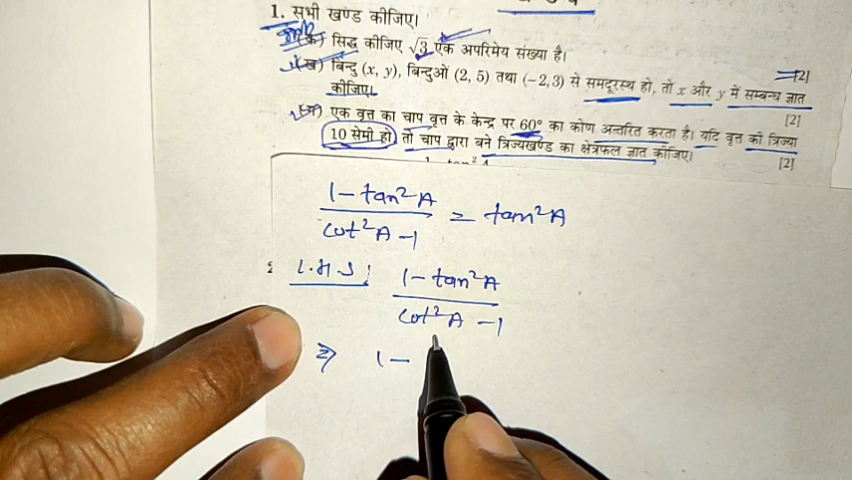 1. सभी खण्ड कीजिए।
(क) सिद्ध कीजिए √3 एक अपरिमेय संख्या है। [2]
(ख) बिन्दु (x, y), बिन्दुओं (2, 5) तथा (−2, 3) से समदूरस्थ हो, तो x और y में सम्बन्ध ज्ञात
कीजिए। [2]
एक वृत्त का चाप वृत्त के केन्द्र पर 60° का कोण अन्तरित करता है। यदि वृत्त की त्रिज्या
10 सेमी हो, तो चाप द्वारा बने त्रिज्यखण्ड का क्षेत्रफल ज्ञात कीजिए। [2]
1 - tan²A / cot²A - 1 = tan²A
L.H.S: 1 - tan²A / cot²A - 1
⇒ 1 -